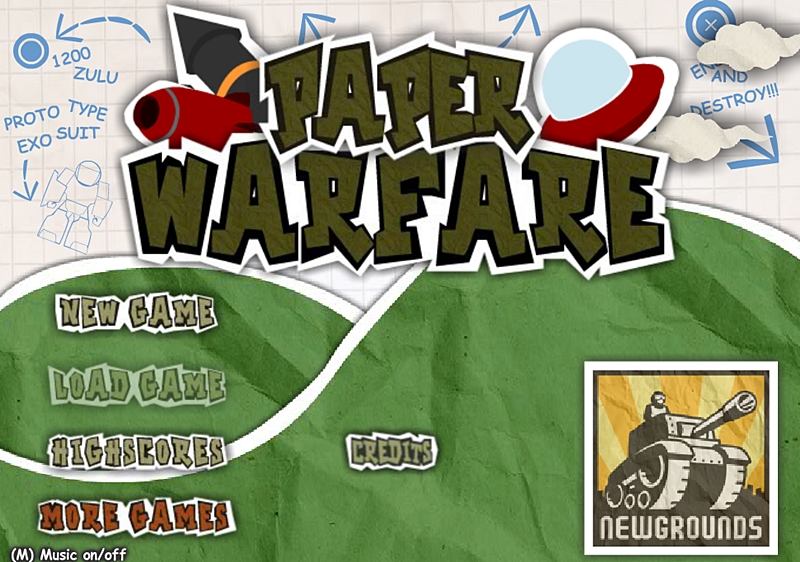 1200
ZULU
PROTO TYPE
EXO SUIT
PAPER
WARFARE
AND
DESTROY!!!
NEW GAME
LOAD GAME
HIGHSCORES
CREDITS
MORE GAMES
NEWGROUNDS
(M) Music on/off